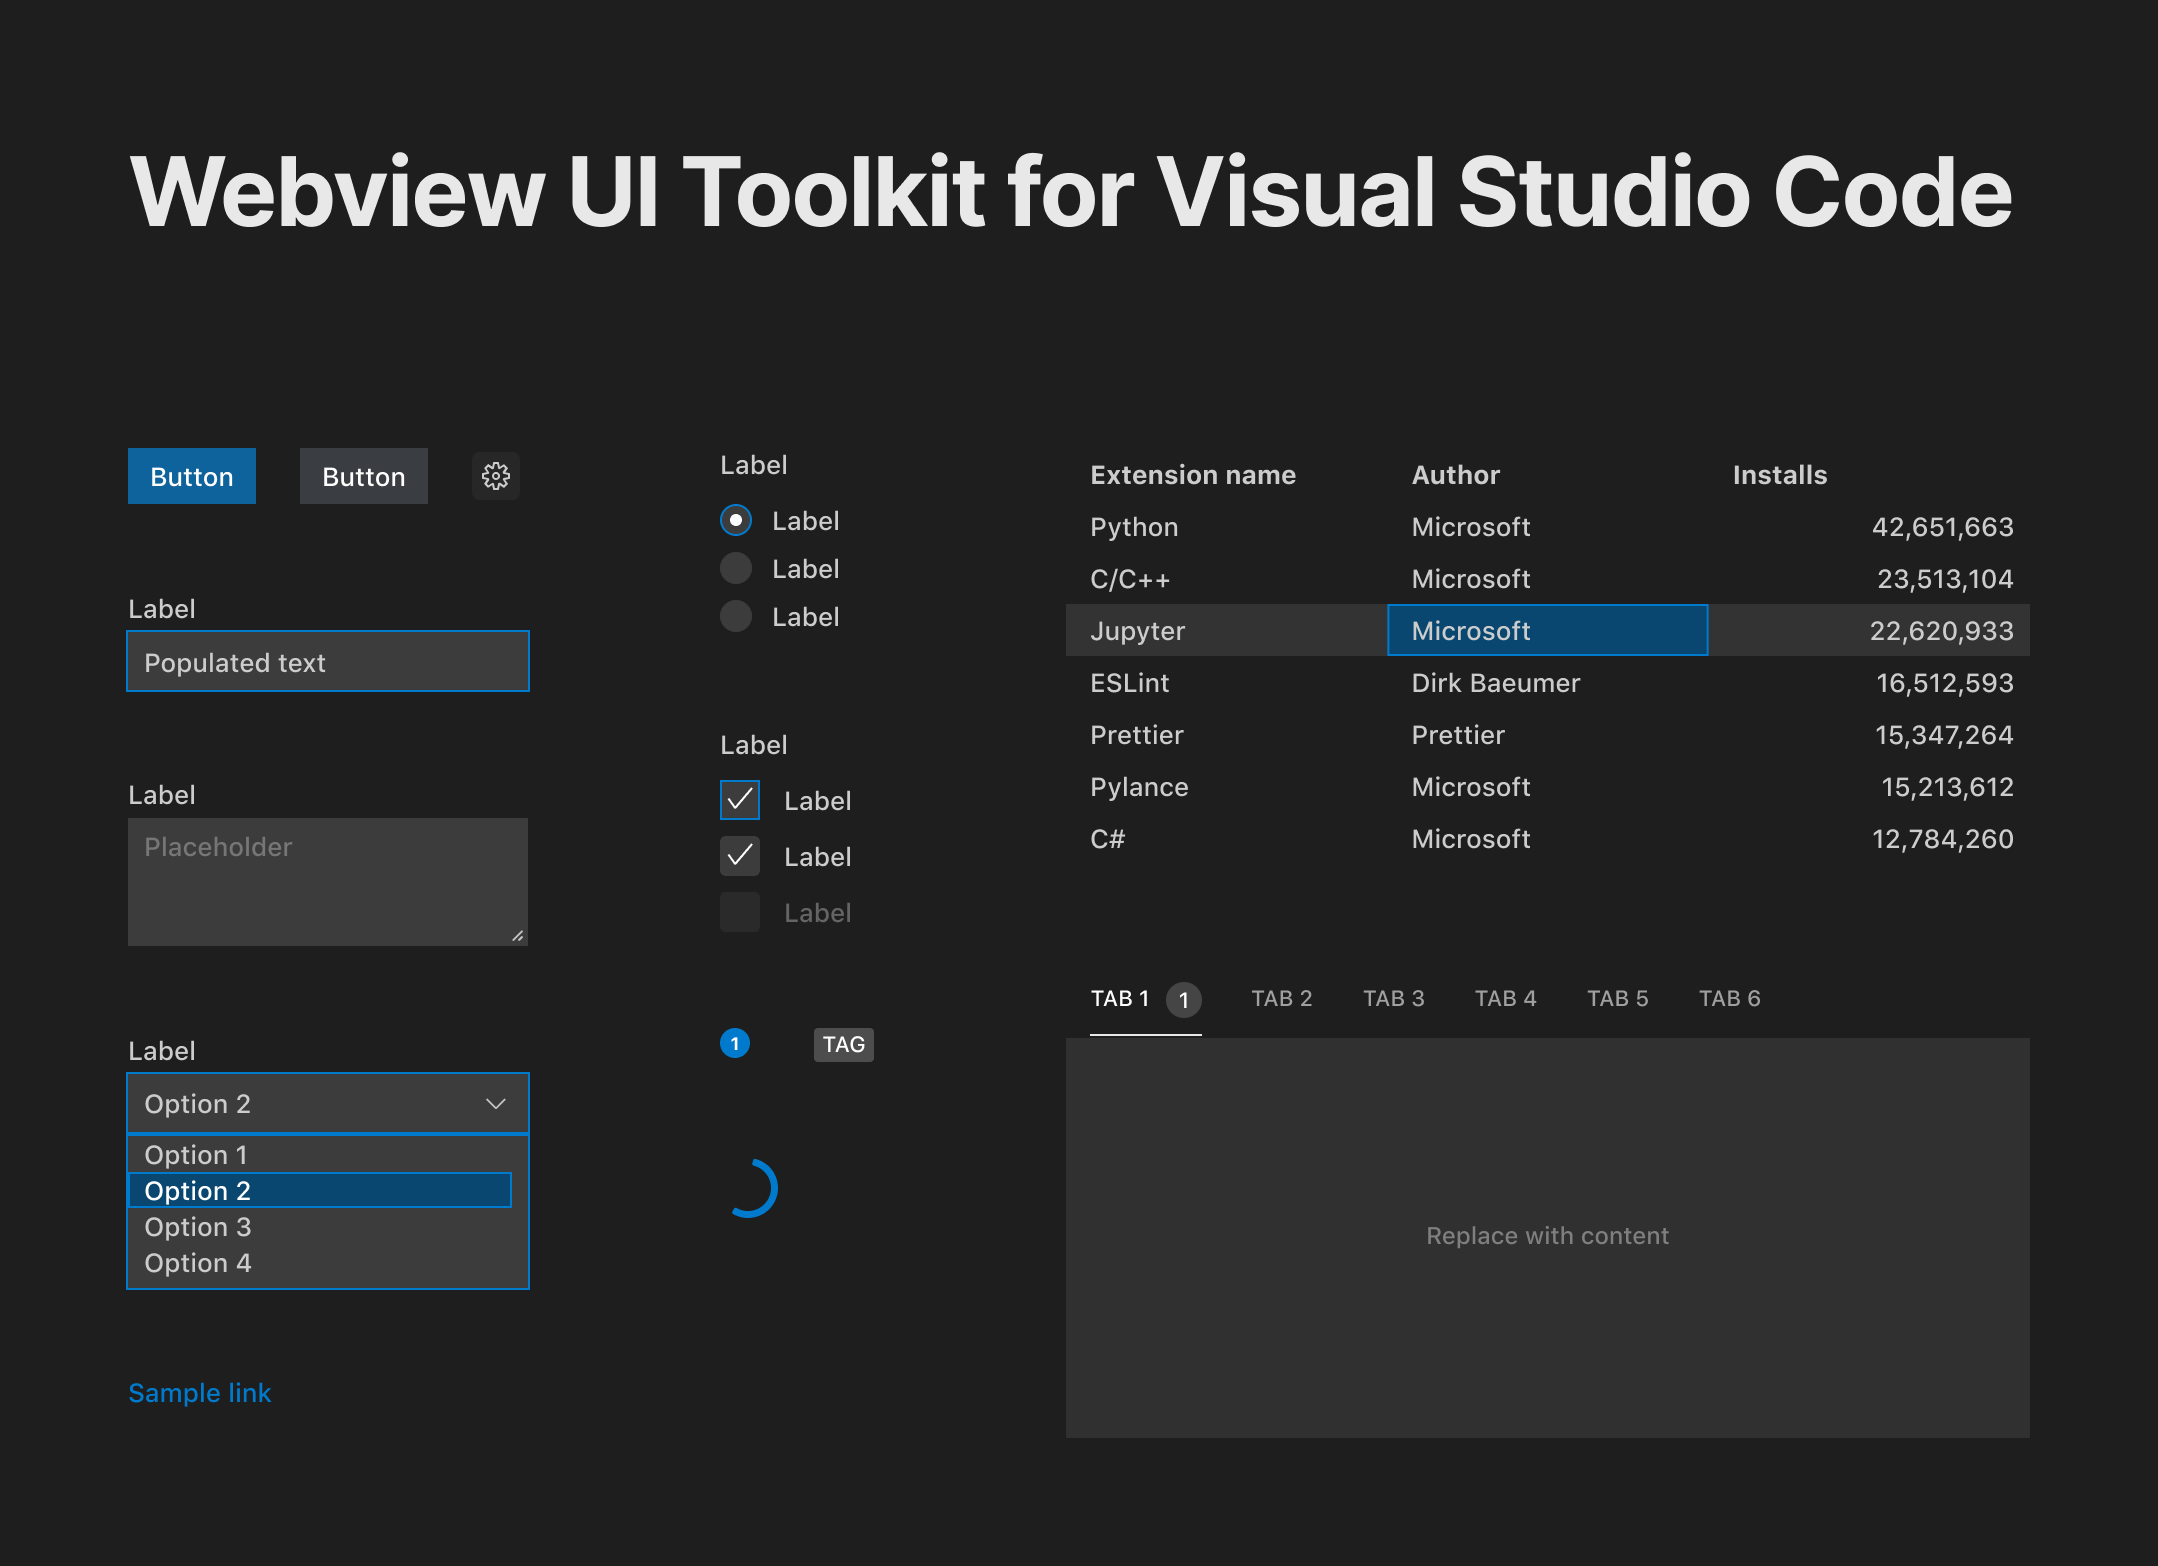 Webview UI Toolkit for Visual Studio Code
Button
Button
Label
Populated text
Label
Placeholder
Label
Option 2
Option 1
Option 2
Option 3
Option 4
Sample link
Label
Label
Label
Label
Label
Label
Label
Label
1
TAG
Extension name Author Installs
Python Microsoft 42,651,663
C/C++ Microsoft 23,513,104
Jupyter Microsoft 22,620,933
ESLint Dirk Baeumer 16,512,593
Prettier Prettier 15,347,264
Pylance Microsoft 15,213,612
C# Microsoft 12,784,260
TAB 1 1 TAB 2 TAB 3 TAB 4 TAB 5 TAB 6
Replace with content